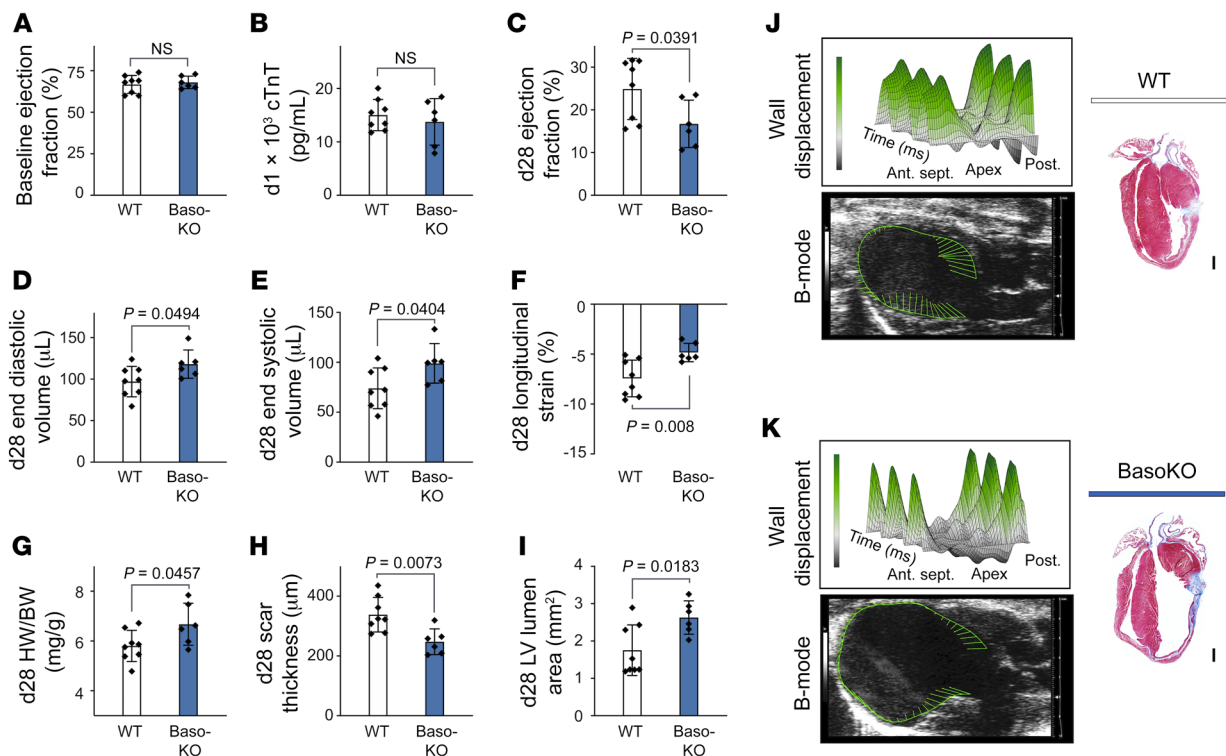 A
Baseline ejection
fraction (%)
NS
75
50
25
0
WT
Baso-
KO
B
d1 × 10³ cTnT
(pg/mL)
NS
20
10
0
WT
Baso-
KO
C
d28 ejection
fraction (%)
P = 0.0391
30
20
10
0
WT
Baso-
KO
D
d28 end diastolic
volume (μL)
P = 0.0494
150
100
50
0
WT
Baso-
KO
E
d28 end systolic
volume (μL)
P = 0.0404
150
100
50
0
WT
Baso-
KO
F
d28 longitudinal
strain (%)
0
-5
-10
-15
P = 0.008
WT
Baso-
KO
G
d28 HW/BW
(mg/g)
P = 0.0457
8
6
4
WT
Baso-
KO
H
d28 scar
thickness (μm)
P = 0.0073
400
200
0
WT
Baso-
KO
I
d28 LV lumen
area (mm²)
P = 0.0183
4
3
2
1
0
WT
Baso-
KO
J
Wall
displacement
Time (ms)
Ant. sept.
Apex
Post.
B-mode
WT
K
Wall
displacement
Time (ms)
Ant. sept.
Apex
Post.
B-mode
BasoKO